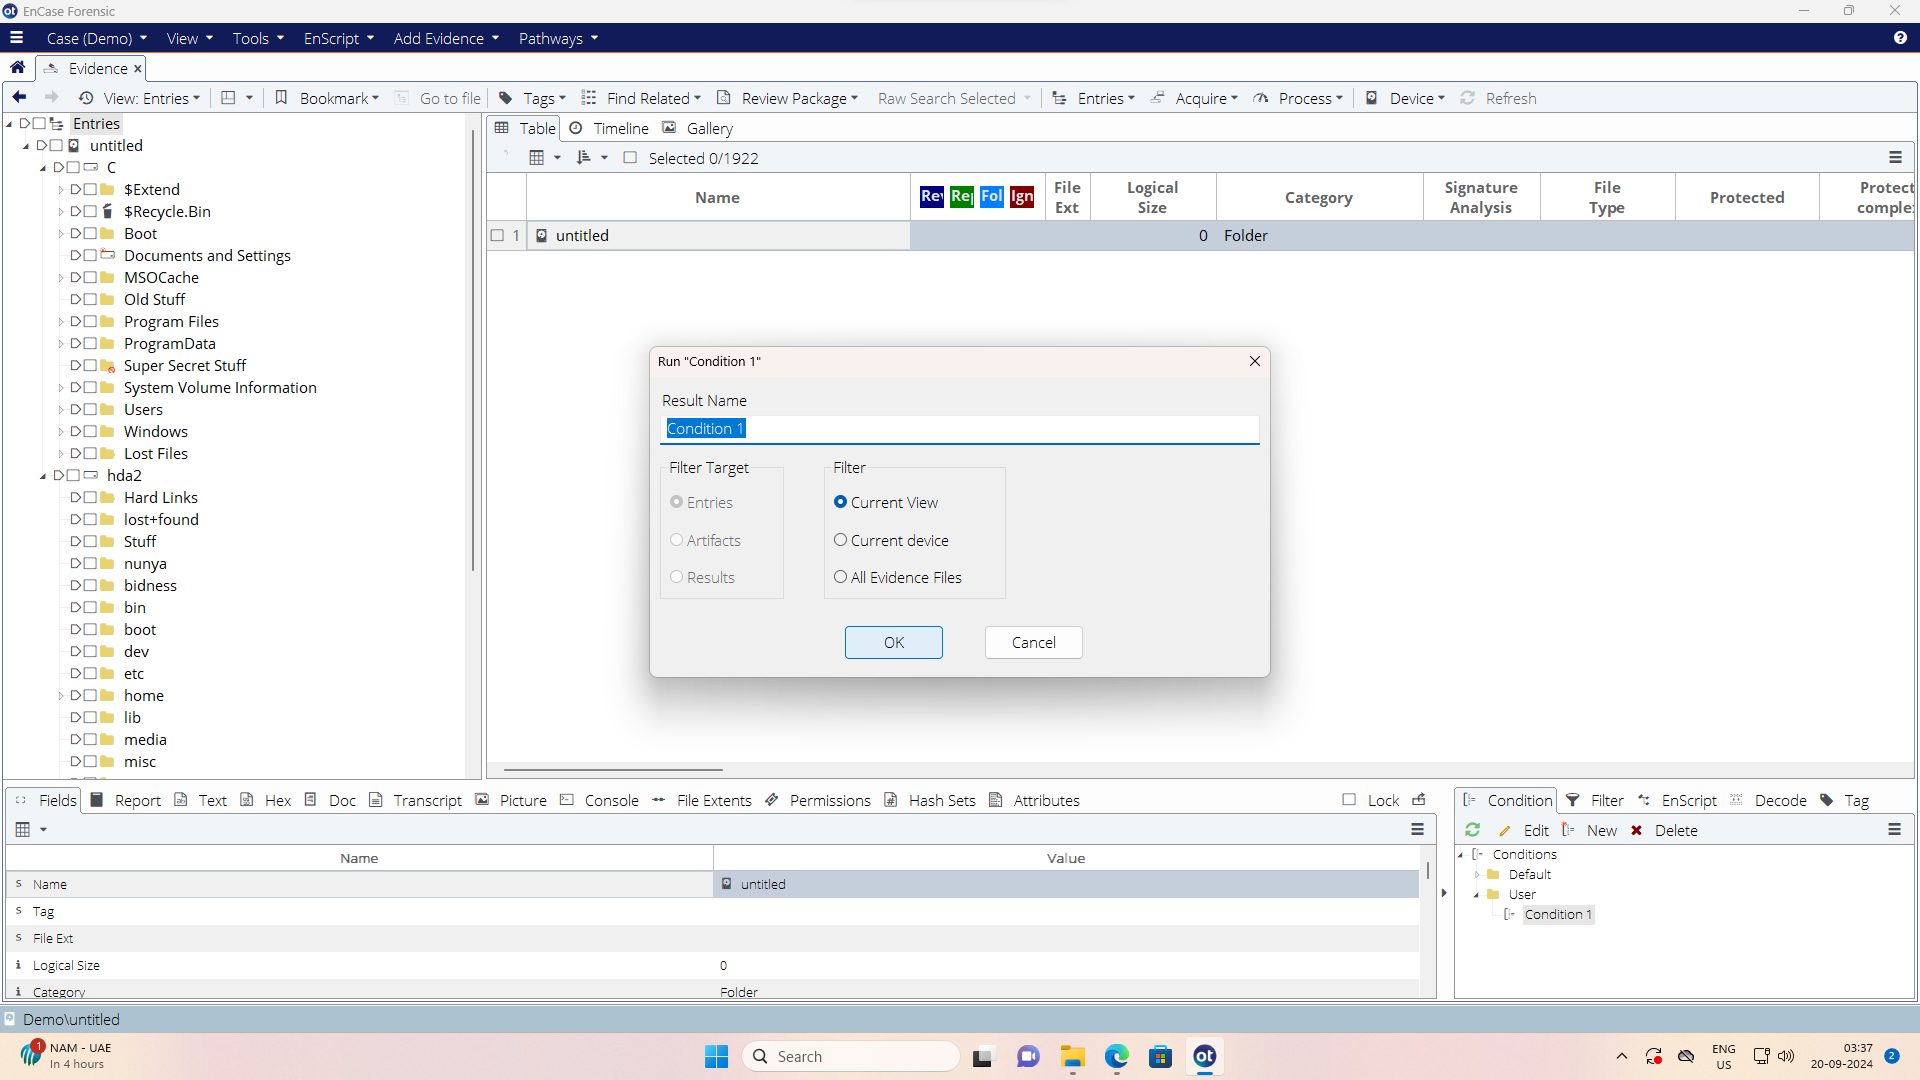 EnCase Forensic
Case (Demo) View Tools EnScript Add Evidence Pathways
Evidence
View: Entries Bookmark Go to file Tags Find Related Review Package Raw Search Selected Entries Acquire Process Device Refresh
Entries
untitled
C
$Extend
$Recycle.Bin
Boot
Documents and Settings
MSOCache
Old Stuff
Program Files
ProgramData
Super Secret Stuff
System Volume Information
Users
Windows
Lost Files
hda2
Hard Links
lost+found
Stuff
nunya
bidness
bin
boot
dev
etc
home
lib
media
misc
Table Timeline Gallery
Selected 0/1922
Name Rev Rep Fol Ign File Ext Logical Size Category Signature Analysis File Type Protected Protect comple
1 untitled 0 Folder
Run "Condition 1"
Result Name
Condition 1
Filter Target Filter
Entries Current View
Artifacts Current device
Results All Evidence Files
OK Cancel
Fields Report Text Hex Doc Transcript Picture Console File Extents Permissions Hash Sets Attributes Lock
Name Value
S Name untitled
S Tag
S File Ext
i Logical Size 0
i Category Folder
Condition Filter EnScript Decode Tag
Edit New Delete
Conditions
Default
User
Condition 1
Demo\untitled
1 NAM - UAE
In 4 hours
Search
ot
ENG
US
03:37
20-09-2024
2